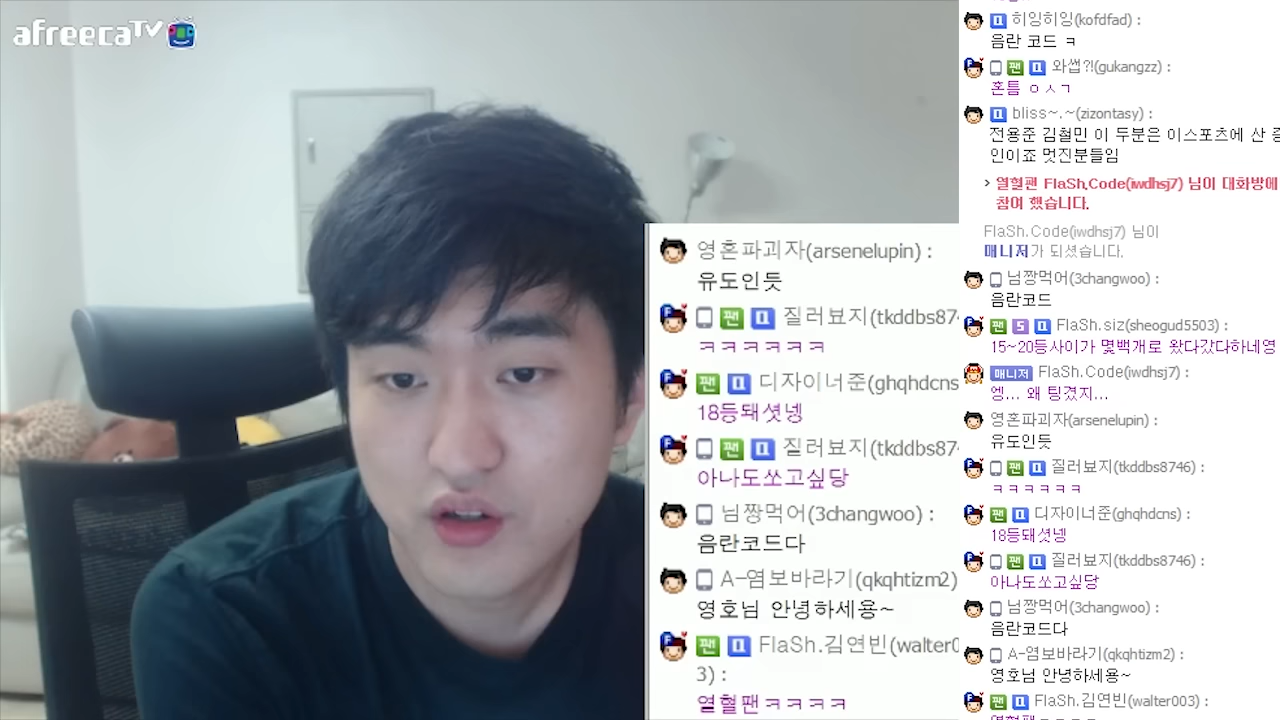 afreecaTV
영혼파괴자(arsenelupin) :
유도인듯
팬 질러보지(tkddbs874
ㅋㅋㅋㅋㅋㅋ
팬 디자이너준(ghqhdcns
18등돼셧넹
팬 질러보지(tkddbs874
아나도쏘고싶당
님짱먹어(3changwoo) :
음란코드다
A-염보바라기(qkqhtizm2)
영호님 안녕하세용~
팬 FlaSh.김연빈(walter0
3) :
열혈팬ㅋㅋㅋㅋ
히잉히잉(kofdfad) :
음란 코드 ㅋ
팬 와썹?!(gukangzz) :
혼틈 ㅇㅅㄱ
bliss~.~(zizontasy) :
전용준 김철민 이 두분은 이스포츠에 산 증
인이죠 멋진분들임
> 열혈팬 FlaSh.Code(iwdhsj7) 님이 대화방에
참여 했습니다.
FlaSh.Code(iwdhsj7) 님이
매니저가 되셨습니다.
님짱먹어(3changwoo) :
음란코드
팬 S FlaSh.siz(sheogud5503) :
15~20등사이가 몇백개로 왔다갔다하네영
매니저 FlaSh.Code(iwdhsj7) :
엥... 왜 팅겼지...
영혼파괴자(arsenelupin) :
유도인듯
팬 질러보지(tkddbs8746) :
ㅋㅋㅋㅋㅋㅋ
팬 디자이너준(ghqhdcns) :
18등돼셧넹
팬 질러보지(tkddbs8746) :
아나도쏘고싶당
님짱먹어(3changwoo) :
음란코드다
A-염보바라기(qkqhtizm2) :
영호님 안녕하세용~
팬 FlaSh.김연빈(walter003) :